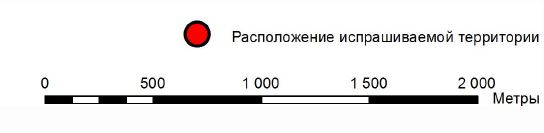 Расположение испрашиваемой территории
0 500 1 000 1 500 2 000
Метры